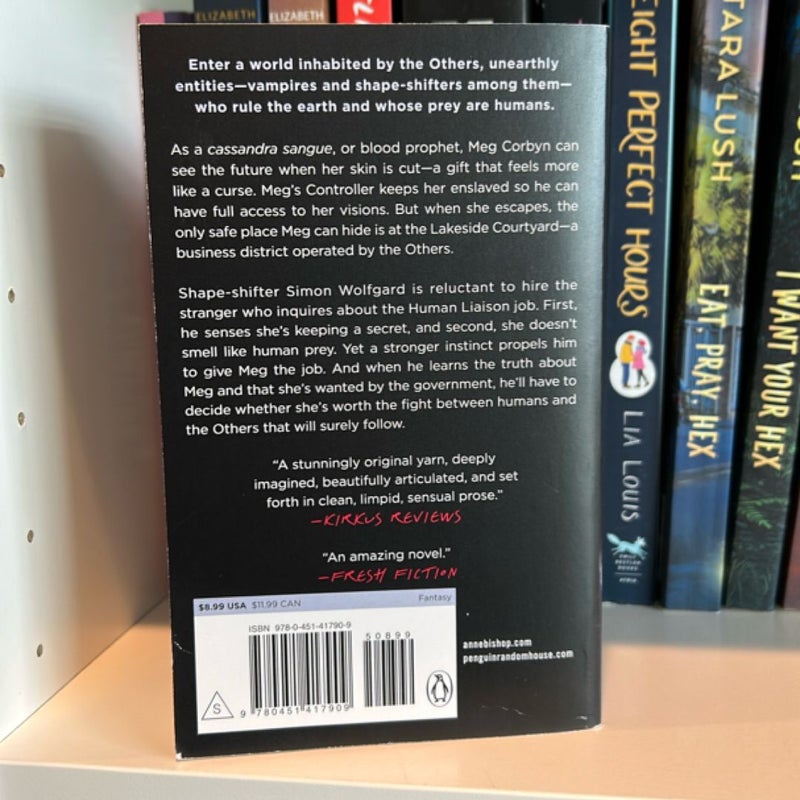 ELIZABETH
ELIZABETH
Enter a world inhabited by the Others, unearthly
entities—vampires and shape-shifters among them—
who rule the earth and whose prey are humans.
As a cassandra sangue, or blood prophet, Meg Corbyn can
see the future when her skin is cut—a gift that feels more
like a curse. Meg's Controller keeps her enslaved so he can
have full access to her visions. But when she escapes, the
only safe place Meg can hide is at the Lakeside Courtyard—a
business district operated by the Others.
Shape-shifter Simon Wolfgard is reluctant to hire the
stranger who inquires about the Human Liaison job. First,
he senses she's keeping a secret, and second, she doesn't
smell like human prey. Yet a stronger instinct propels him
to give Meg the job. And when he learns the truth about
Meg and that she's wanted by the government, he'll have to
decide whether she's worth the fight between humans and
the Others that will surely follow.
"A stunningly original yarn, deeply
imagined, beautifully articulated, and set
forth in clean, limpid, sensual prose."
—KIRKUS REVIEWS
"An amazing novel."
—FRESH FICTION
$8.99 USA $11.99 CAN Fantasy
ISBN 978-0-451-41790-9
50899
S
9 780451 417909
annebishop.com
penguinrandomhouse.com
EIGHT PERFECT HOURS
LIA LOUIS
EMILY
BESTLER
BOOKS
ATRIA
TARA LUSH
EAT, PRAY, HEX
I WANT YOUR HEX